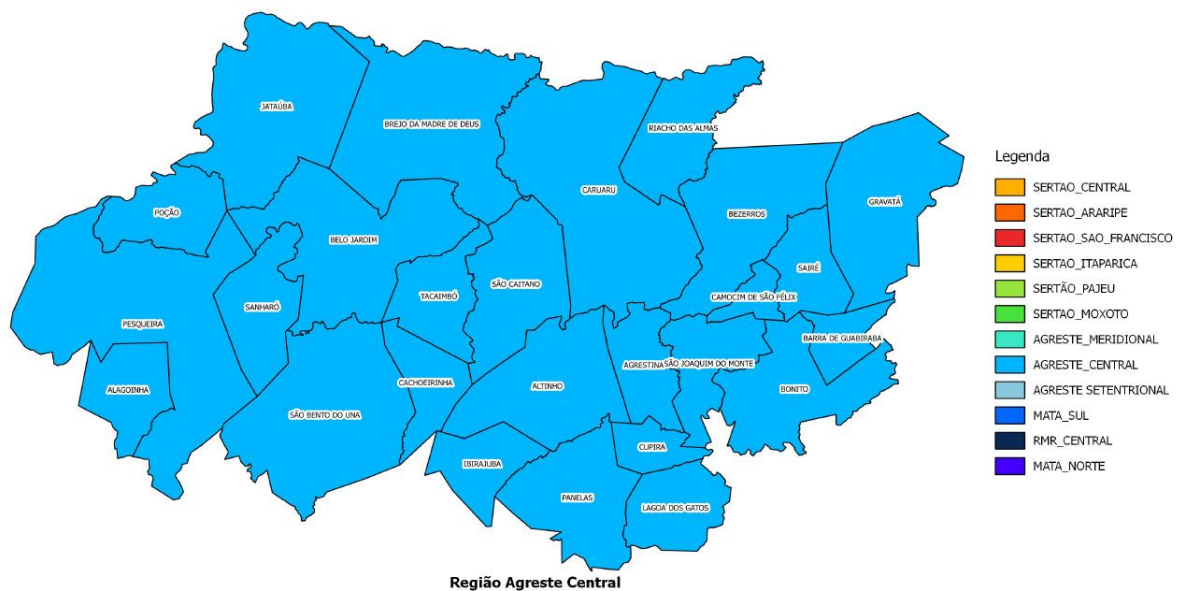 JATAÚBA
BREJO DA MADRE DE DEUS
RIACHO DAS ALMAS
CARUARU
GRAVATÁ
POÇÃO
BEZERROS
BELO JARDIM
SAIRÉ
SÃO CAITANO
TACAIMBÓ
CAMOCIM DE SÃO FÉLIX
SANHARÓ
PESQUEIRA
BARRA DE GUABIRABA
AGRESTINA
SÃO JOAQUIM DO MONTE
CACHOEIRINHA
ALTINHO
BONITO
ALAGOINHA
SÃO BENTO DO UNA
CUPIRA
IBIRAJUBA
PANELAS
LAGOA DOS GATOS
Região Agreste Central
Legenda
SERTAO_CENTRAL
SERTAO_ARARIPE
SERTAO_SAO_FRANCISCO
SERTAO_ITAPARICA
SERTÃO_PAJEU
SERTAO_MOXOTO
AGRESTE_MERIDIONAL
AGRESTE_CENTRAL
AGRESTE SETENTRIONAL
MATA_SUL
RMR_CENTRAL
MATA_NORTE